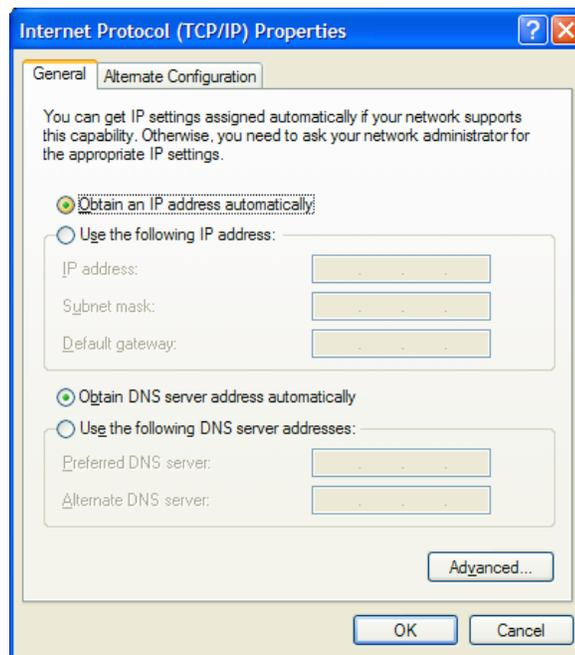 Internet Protocol (TCP/IP) Properties
General
Alternate Configuration
You can get IP settings assigned automatically if your network supports
this capability. Otherwise, you need to ask your network administrator for
the appropriate IP settings.
Obtain an IP address automatically
Use the following IP address:
IP address:
Subnet mask:
Default gateway:
Obtain DNS server address automatically
Use the following DNS server addresses:
Preferred DNS server:
Alternate DNS server:
Advanced...
OK
Cancel